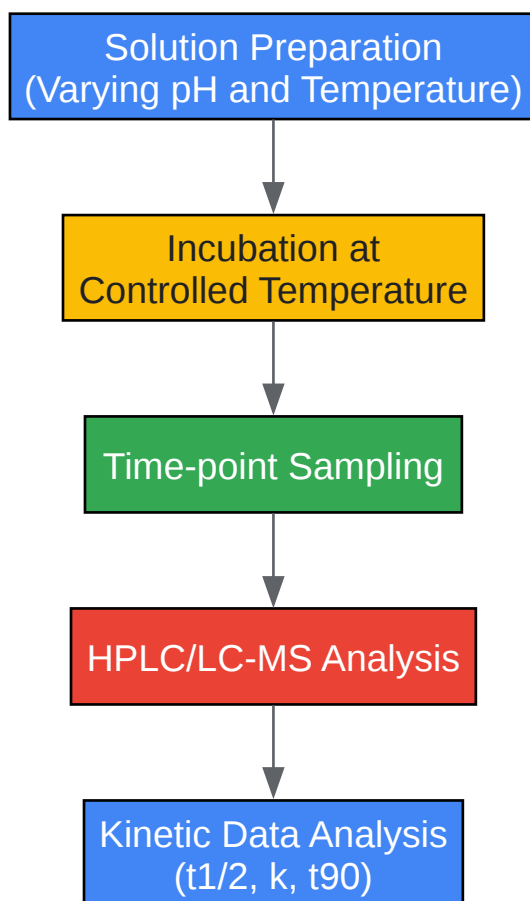 Solution Preparation
(Varying pH and Temperature)
Incubation at
Controlled Temperature
Time-point Sampling
HPLC/LC-MS Analysis
Kinetic Data Analysis
(t1/2, k, t90)